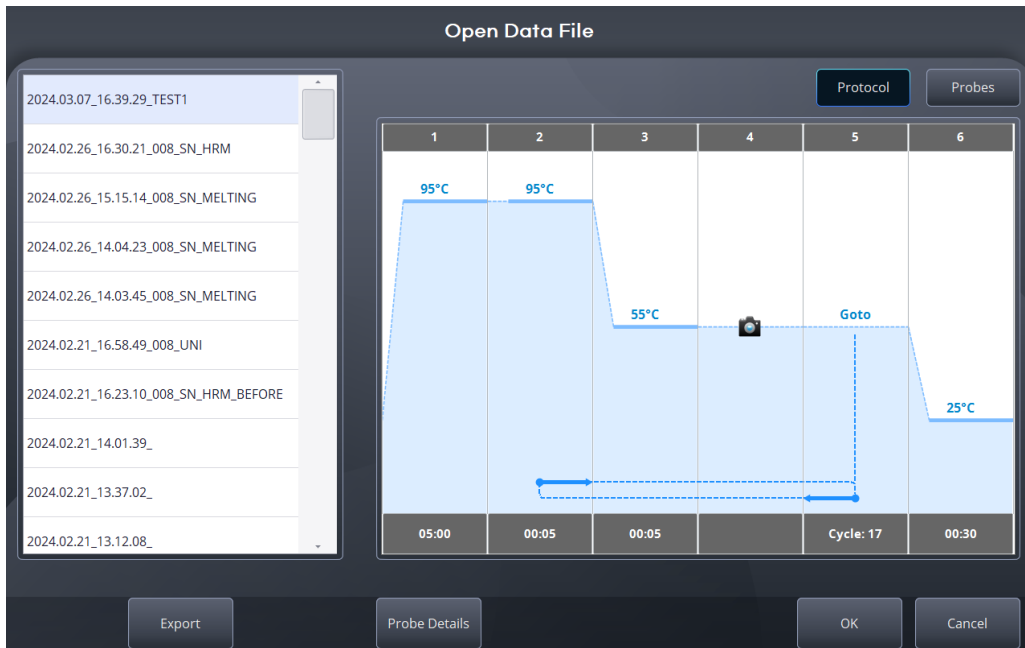 Open Data File
2024.03.07_16.39.29_TEST1
2024.02.26_16.30.21_008_SN_HRM
2024.02.26_15.15.14_008_SN_MELTING
2024.02.26_14.04.23_008_SN_MELTING
2024.02.26_14.03.45_008_SN_MELTING
2024.02.21_16.58.49_008_UNI
2024.02.21_16.23.10_008_SN_HRM_BEFORE
2024.02.21_14.01.39_
2024.02.21_13.37.02_
2024.02.21_13.12.08_
Protocol Probes
1 2 3 4 5 6
95°C 95°C
55°C Goto
25°C
05:00 00:05 00:05 Cycle: 17 00:30
Export Probe Details OK Cancel